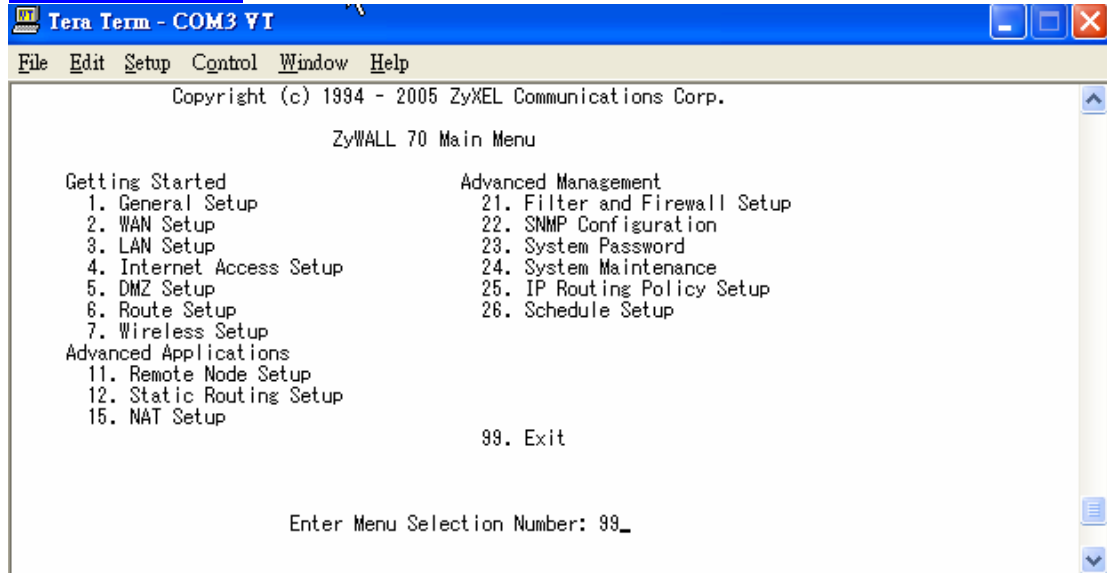 Tera Term - COM3 VT
File Edit Setup Control Window Help
Copyright (c) 1994 - 2005 ZyXEL Communications Corp.
ZyWALL 70 Main Menu
Getting Started Advanced Management
1. General Setup 21. Filter and Firewall Setup
2. WAN Setup 22. SNMP Configuration
3. LAN Setup 23. System Password
4. Internet Access Setup 24. System Maintenance
5. DMZ Setup 25. IP Routing Policy Setup
6. Route Setup 26. Schedule Setup
7. Wireless Setup
Advanced Applications
11. Remote Node Setup
12. Static Routing Setup
15. NAT Setup
99. Exit
Enter Menu Selection Number: 99_